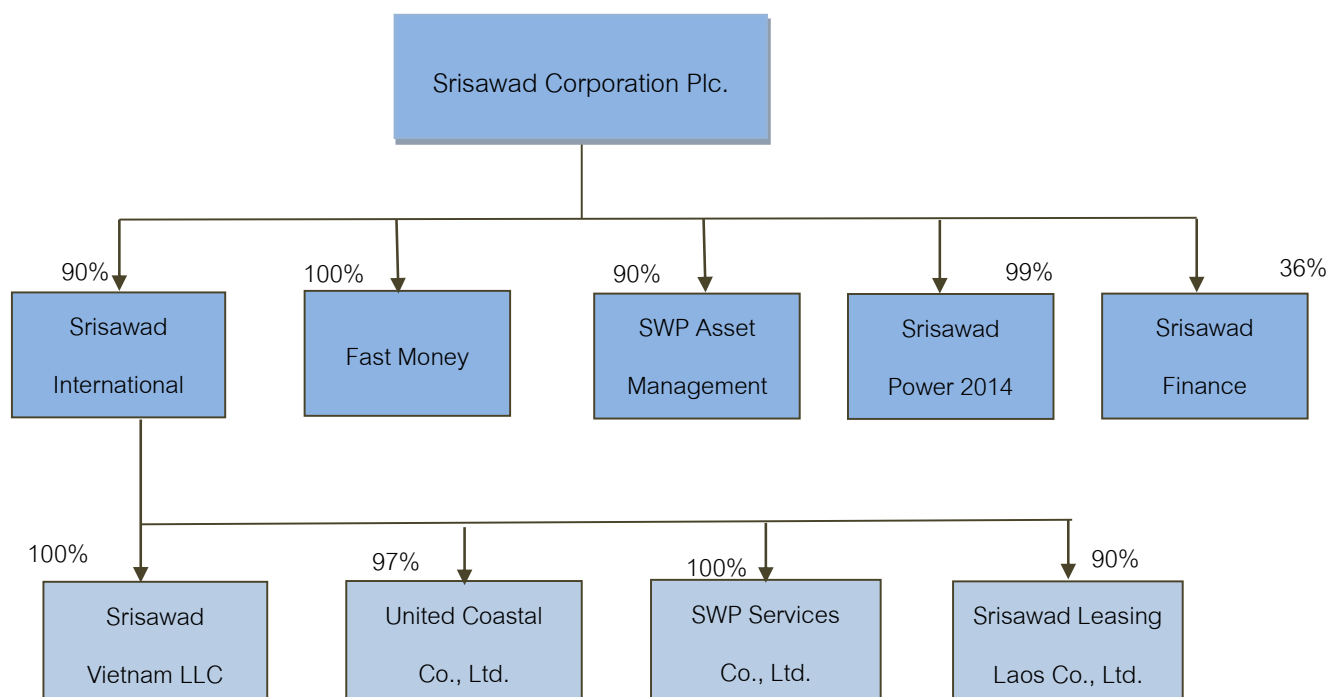 Srisawad Corporation Plc.
90%
100%
90%
99%
36%
Srisawad
International
Fast Money
SWP Asset
Management
Srisawad
Power 2014
Srisawad
Finance
100%
97%
100%
90%
Srisawad
Vietnam LLC
United Coastal
Co., Ltd.
SWP Services
Co., Ltd.
Srisawad Leasing
Laos Co., Ltd.